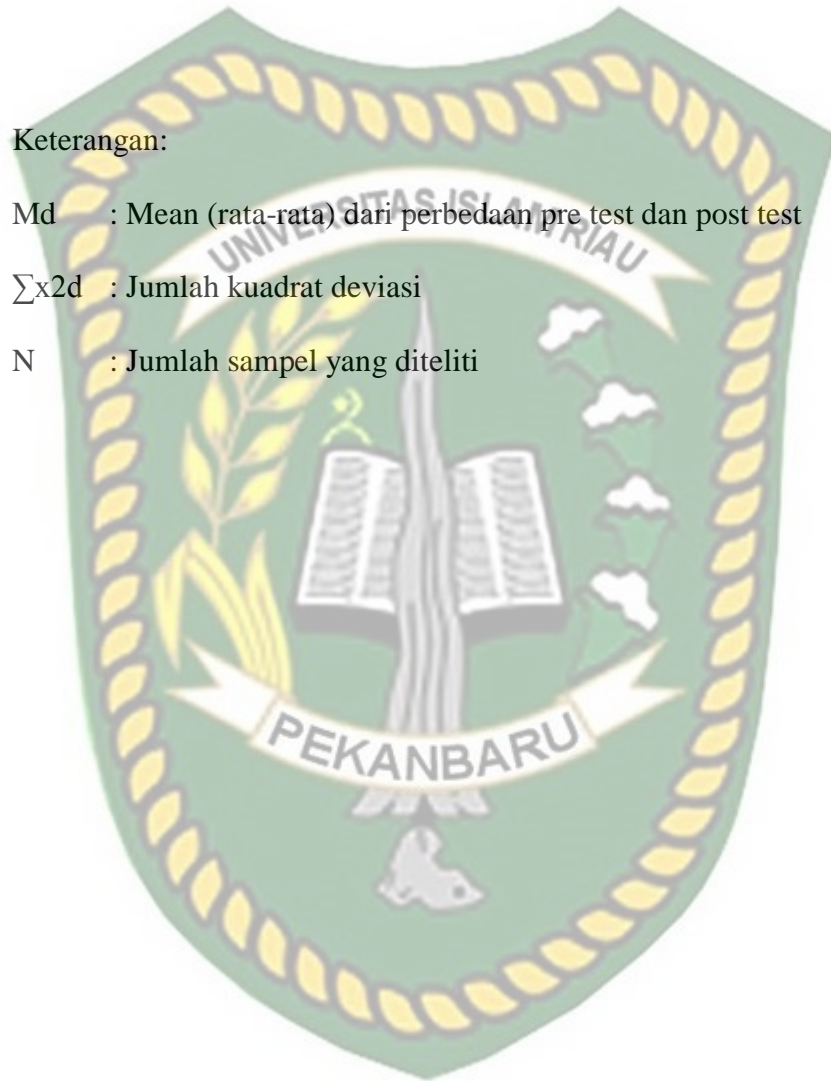 Keterangan:
Md : Mean (rata-rata) dari perbedaan pre test dan post test
UNIVERSITAS ISLAM RIAU
∑x2d : Jumlah kuadrat deviasi
N : Jumlah sampel yang diteliti
PEKANBARU